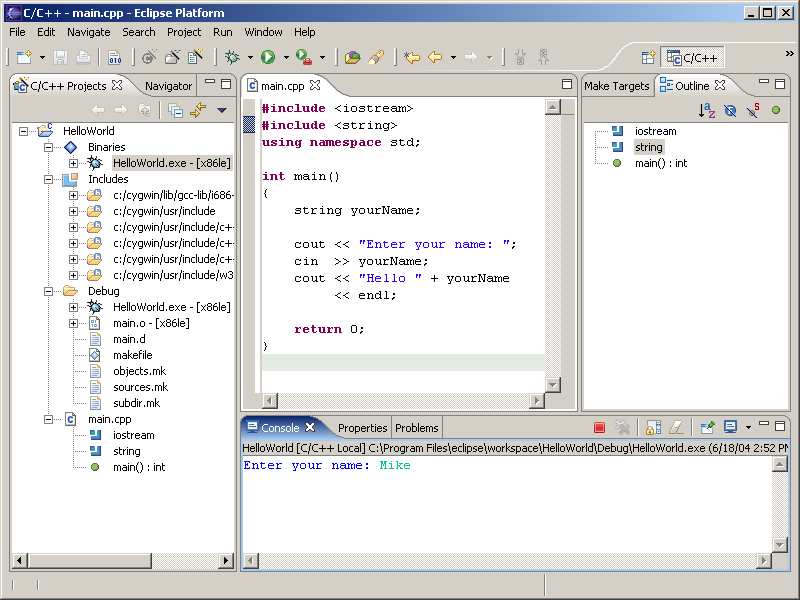 C/C++ - main.cpp - Eclipse Platform
File Edit Navigate Search Project Run Window Help
010
C/C++
C/C++ Projects
Navigator
HelloWorld
Binaries
HelloWorld.exe - [x86le]
Includes
c:/cygwin/lib/gcc-lib/i686-
c:/cygwin/usr/include
c:/cygwin/usr/include/c+
c:/cygwin/usr/include/c+
c:/cygwin/usr/include/c+
c:/cygwin/usr/include/w3
Debug
HelloWorld.exe - [x86le]
main.o - [x86le]
main.d
makefile
objects.mk
sources.mk
subdir.mk
main.cpp
iostream
string
main() : int
main.cpp
#include <iostream>
#include <string>
using namespace std;
int main()
{
string yourName;
cout << "Enter your name: ";
cin >> yourName;
cout << "Hello " + yourName
<< endl;
return 0;
}
Make Targets
Outline
iostream
string
main() : int
Console
Properties
Problems
HelloWorld [C/C++ Local] C:\Program Files\eclipse\workspace\HelloWorld\Debug\HelloWorld.exe (6/18/04 2:52 PM
Enter your name: Mike